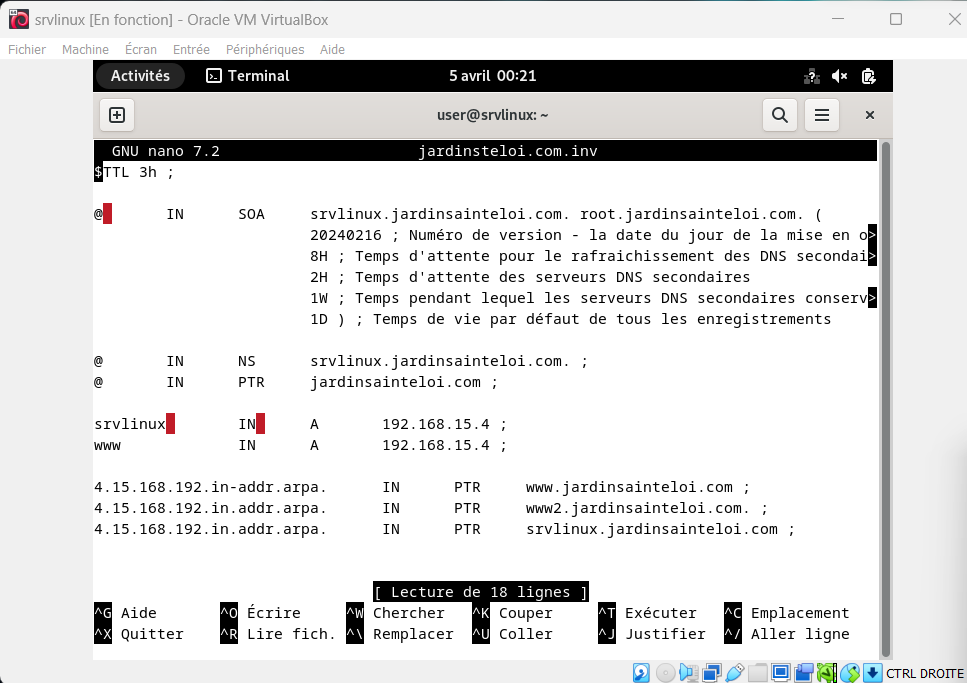 srvlinux [En fonction] - Oracle VM VirtualBox
Fichier Machine Écran Entrée Périphériques Aide
Activités Terminal 5 avril 00:21
user@srvlinux: ~
GNU nano 7.2 jardinsteloi.com.inv
$TTL 3h ;
@ IN SOA srvlinux.jardinsainteloi.com. root.jardinsainteloi.com. (
20240216 ; Numéro de version - la date du jour de la mise en o>
8H ; Temps d'attente pour le rafraichissement des DNS secondai>
2H ; Temps d'attente des serveurs DNS secondaires
1W ; Temps pendant lequel les serveurs DNS secondaires conserv>
1D ) ; Temps de vie par défaut de tous les enregistrements
@ IN NS srvlinux.jardinsainteloi.com. ;
@ IN PTR jardinsainteloi.com ;
srvlinux IN A 192.168.15.4 ;
www IN A 192.168.15.4 ;
4.15.168.192.in-addr.arpa. IN PTR www.jardinsainteloi.com ;
4.15.168.192.in.addr.arpa. IN PTR www2.jardinsainteloi.com. ;
4.15.168.192.in.addr.arpa. IN PTR srvlinux.jardinsainteloi.com ;
[ Lecture de 18 lignes ]
^G Aide ^O Écrire ^W Chercher ^K Couper ^T Exécuter ^C Emplacement
^X Quitter ^R Lire fich. ^\ Remplacer ^U Coller ^J Justifier ^/ Aller ligne
CTRL DROITE